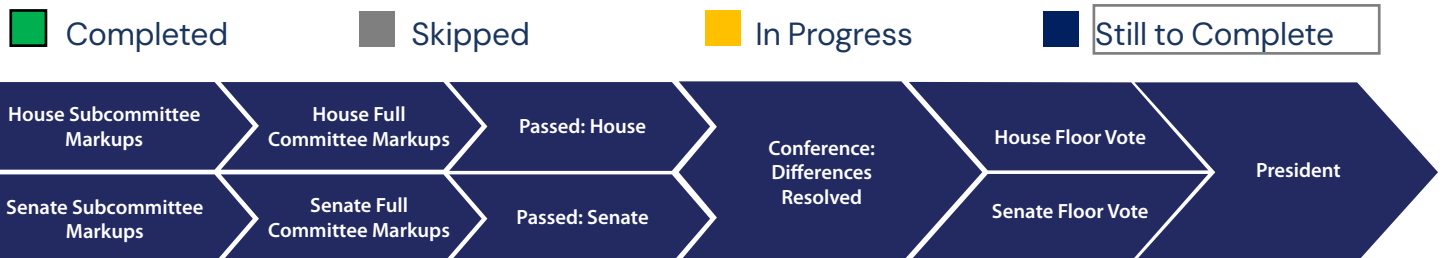 Completed
Skipped
In Progress
Still to Complete
House Subcommittee
Markups
House Full
Committee Markups
Passed: House
Conference:
Differences
Resolved
House Floor Vote
President
Senate Subcommittee
Markups
Senate Full
Committee Markups
Passed: Senate
Senate Floor Vote